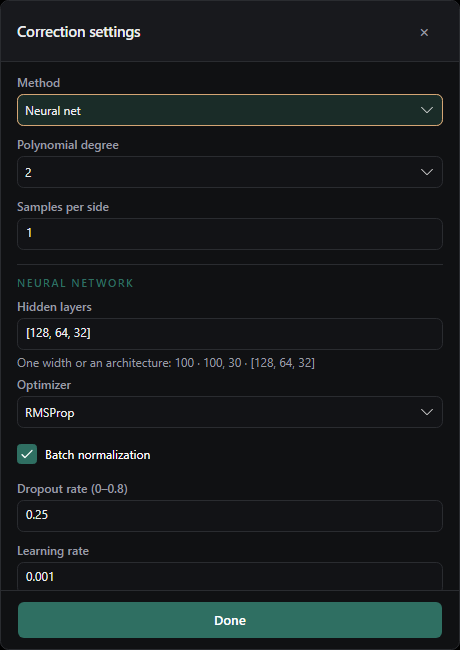 Correction settings
×
Method
Neural net
Polynomial degree
2
Samples per side
1
NEURAL NETWORK
Hidden layers
[128, 64, 32]
One width or an architecture: 100 · 100, 30 · [128, 64, 32]
Optimizer
RMSProp
Batch normalization
Dropout rate (0–0.8)
0.25
Learning rate
0.001
Done